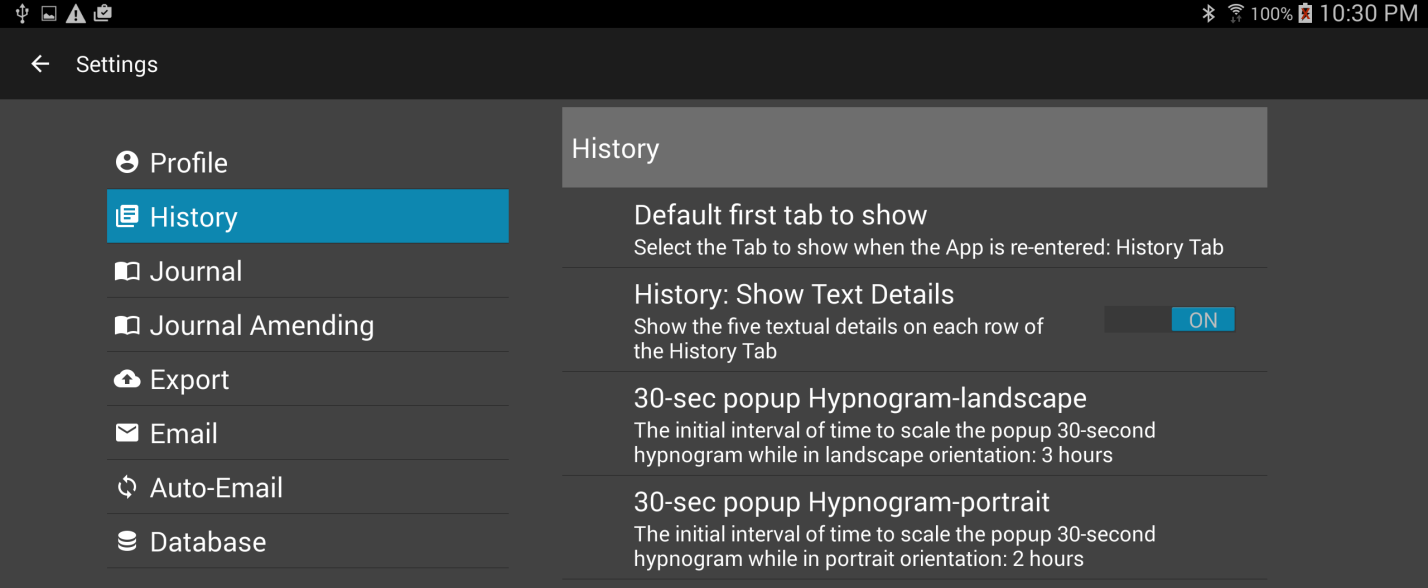 100% 10:30 PM
Settings
Profile
History
Journal
Journal Amending
Export
Email
Auto-Email
Database
History
Default first tab to show
Select the Tab to show when the App is re-entered: History Tab
History: Show Text Details
Show the five textual details on each row of
the History Tab
ON
30-sec popup Hypnogram-landscape
The initial interval of time to scale the popup 30-second
hypnogram while in landscape orientation: 3 hours
30-sec popup Hypnogram-portrait
The initial interval of time to scale the popup 30-second
hypnogram while in portrait orientation: 2 hours